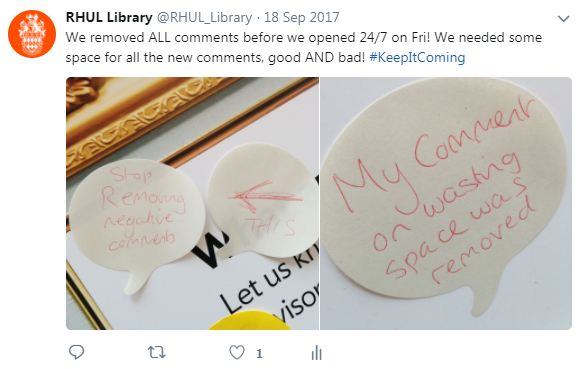 RHUL Library @RHUL_Library · 18 Sep 2017
We removed ALL comments before we opened 24/7 on Fri! We needed some
space for all the new comments, good AND bad! #KeepItComing
Stop
Removing
negative
comments
THIS
W
Let us kn
visor
My Comment
on wasting
space was
removed
1